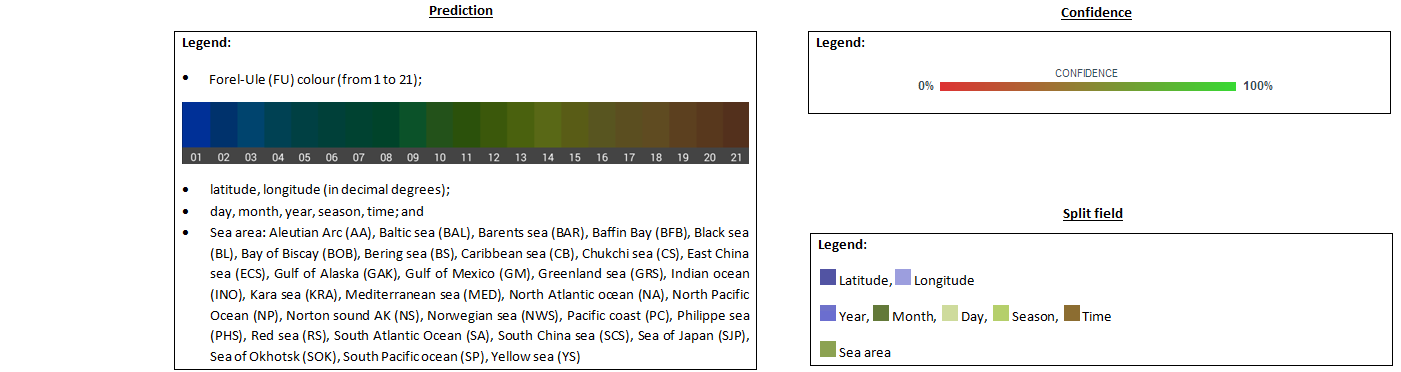 Prediction
Legend:
• Forel-Ule (FU) colour (from 1 to 21);
01 02 03 04 05 06 07 08 09 10 11 12 13 14 15 16 17 18 19 20 21
• latitude, longitude (in decimal degrees);
• day, month, year, season, time; and
• Sea area: Aleutian Arc (AA), Baltic sea (BAL), Barents sea (BAR), Baffin Bay (BFB), Black sea
(BL), Bay of Biscay (BOB), Bering sea (BS), Caribbean sea (CB), Chukchi sea (CS), East China
sea (ECS), Gulf of Alaska (GAK), Gulf of Mexico (GM), Greenland sea (GRS), Indian ocean
(INO), Kara sea (KRA), Mediterranean sea (MED), North Atlantic ocean (NA), North Pacific
Ocean (NP), Norton sound AK (NS), Norwegian sea (NWS), Pacific coast (PC), Philippe sea
(PHS), Red sea (RS), South Atlantic Ocean (SA), South China sea (SCS), Sea of Japan (SJP),
Sea of Okhotsk (SOK), South Pacific ocean (SP), Yellow sea (YS)
Confidence
Legend:
CONFIDENCE
0% 100%
Split field
Legend:
Latitude, Longitude
Year, Month, Day, Season, Time
Sea area